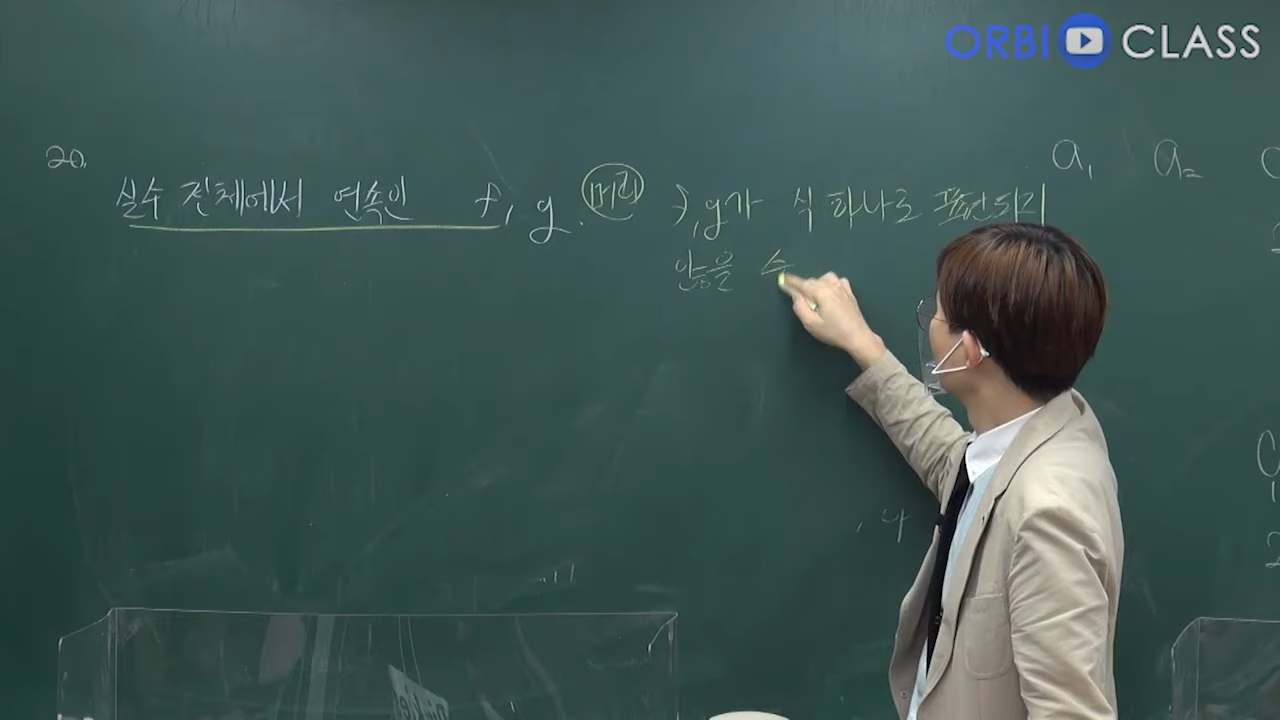 ORBI CLASS
20.
실수 전체에서 연속인 f, g. 머리 f, g가 식 하나로 표현되지
않을 수
a₁ a₂